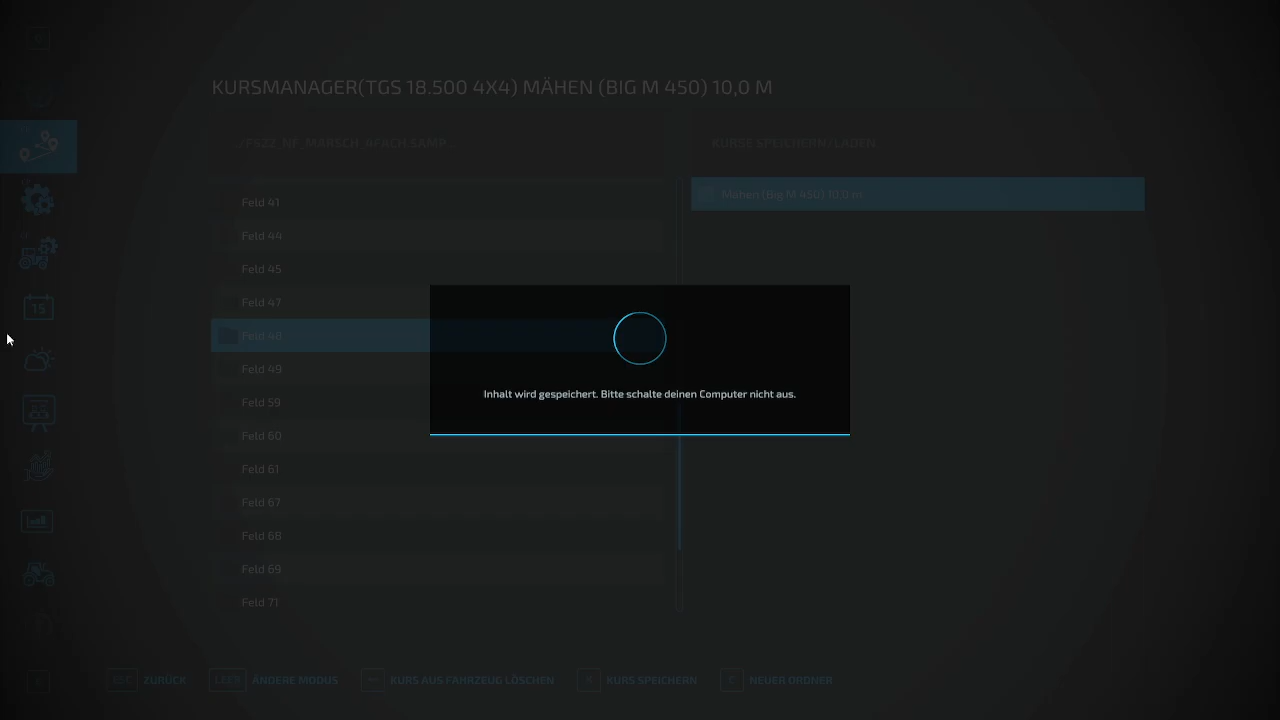 KURSMANAGER(TGS 18.500 4X4) MÄHEN (BIG M 450) 10,0 M
../FS22_NF_MARSCH_4FACH.SAMP...
KURSE SPEICHERN/LADEN
Feld 41
Mähen (Big M 450) 10,0 m
Feld 44
Feld 45
Feld 47
Feld 48
Feld 49
Feld 59
Feld 60
Feld 61
Feld 67
Feld 68
Feld 69
Feld 71
15
Inhalt wird gespeichert. Bitte schalte deinen Computer nicht aus.
ESC ZURÜCK
LEER ANDERE MODUS
KURS AUS FAHRZEUG LÖSCHEN
KURS SPEICHERN
NEUER ORDNER